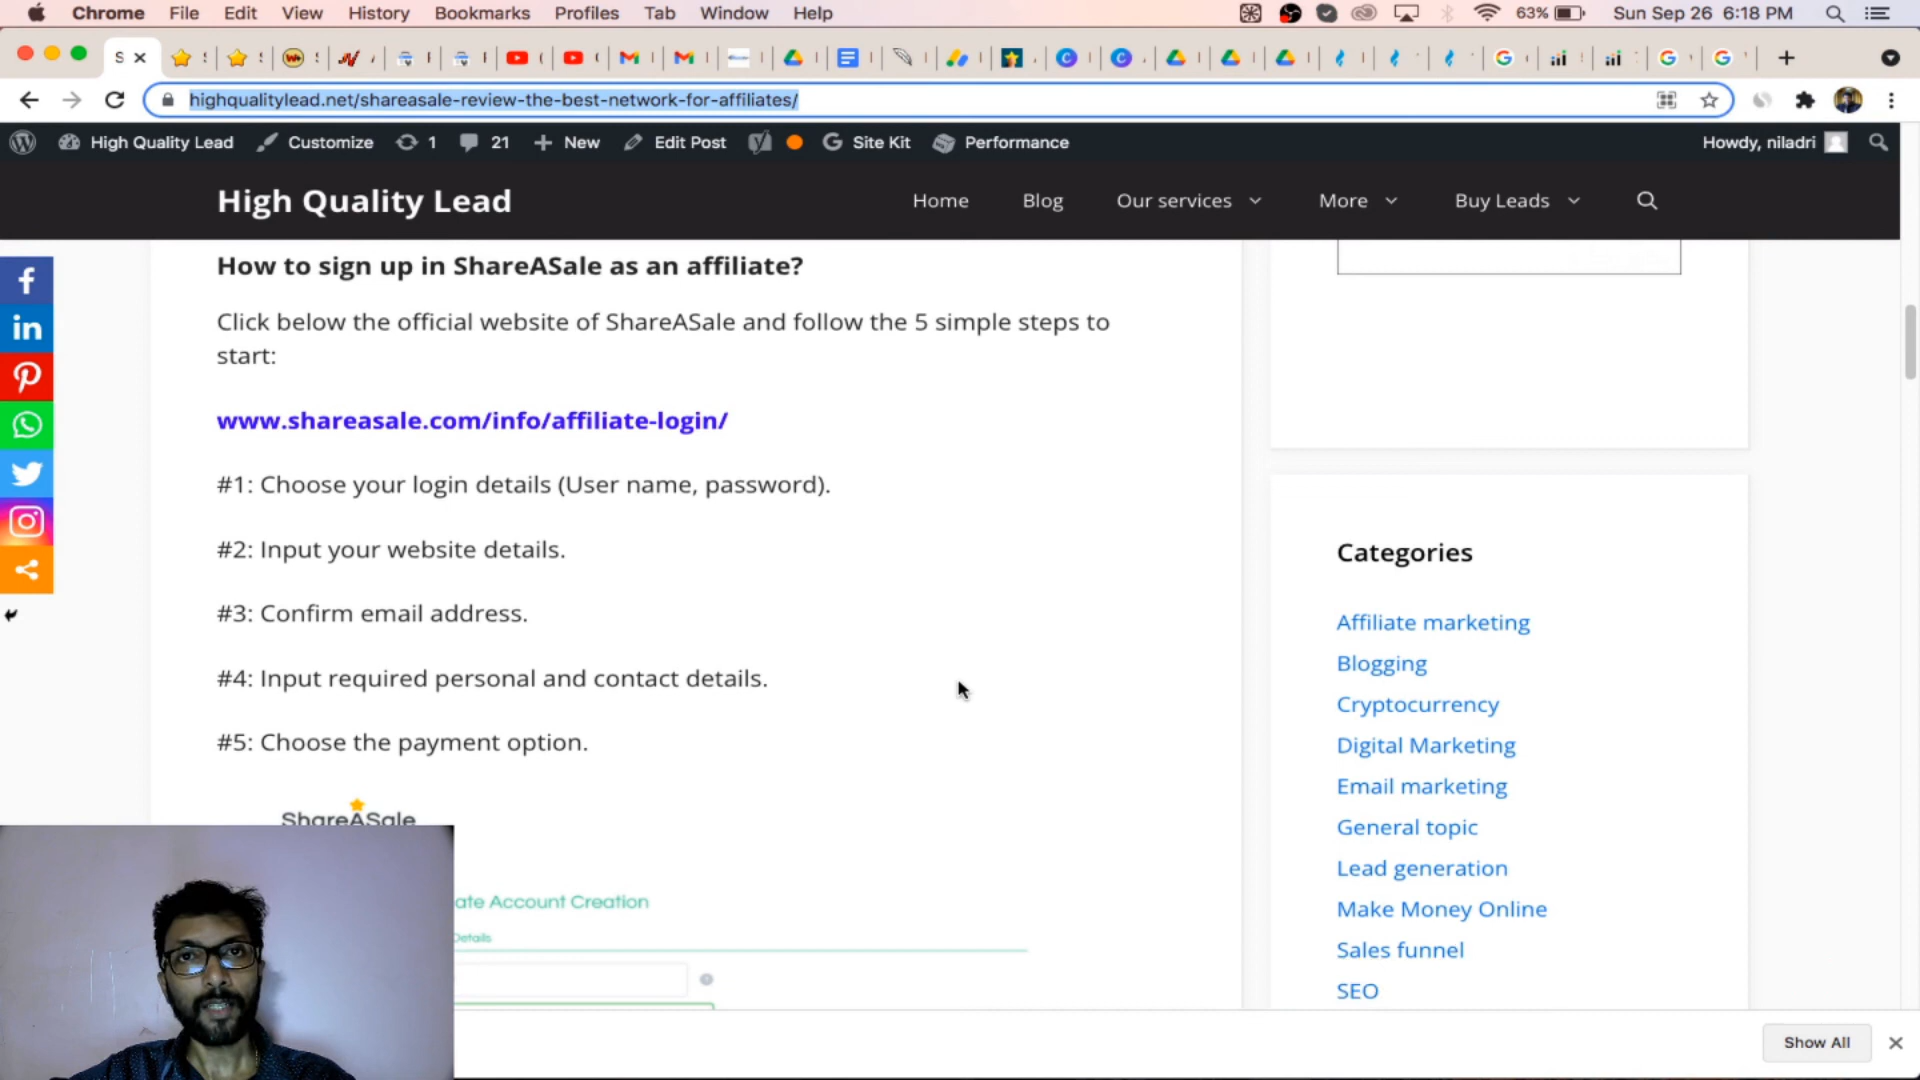 Chrome File Edit View History Bookmarks Profiles Tab Window Help 63% Sun Sep 26 6:18 PM
S
highqualitylead.net/shareasale-review-the-best-network-for-affiliates/
High Quality Lead Customize 1 21 New Edit Post Site Kit Performance Howdy, niladri
High Quality Lead Home Blog Our services More Buy Leads
How to sign up in ShareASale as an affiliate?
Click below the official website of ShareASale and follow the 5 simple steps to
start:
www.shareasale.com/info/affiliate-login/
#1: Choose your login details (User name, password).
#2: Input your website details.
#3: Confirm email address.
#4: Input required personal and contact details.
#5: Choose the payment option.
ShareASale
ate Account Creation
Details
Categories
Affiliate marketing
Blogging
Cryptocurrency
Digital Marketing
Email marketing
General topic
Lead generation
Make Money Online
Sales funnel
SEO
Show All